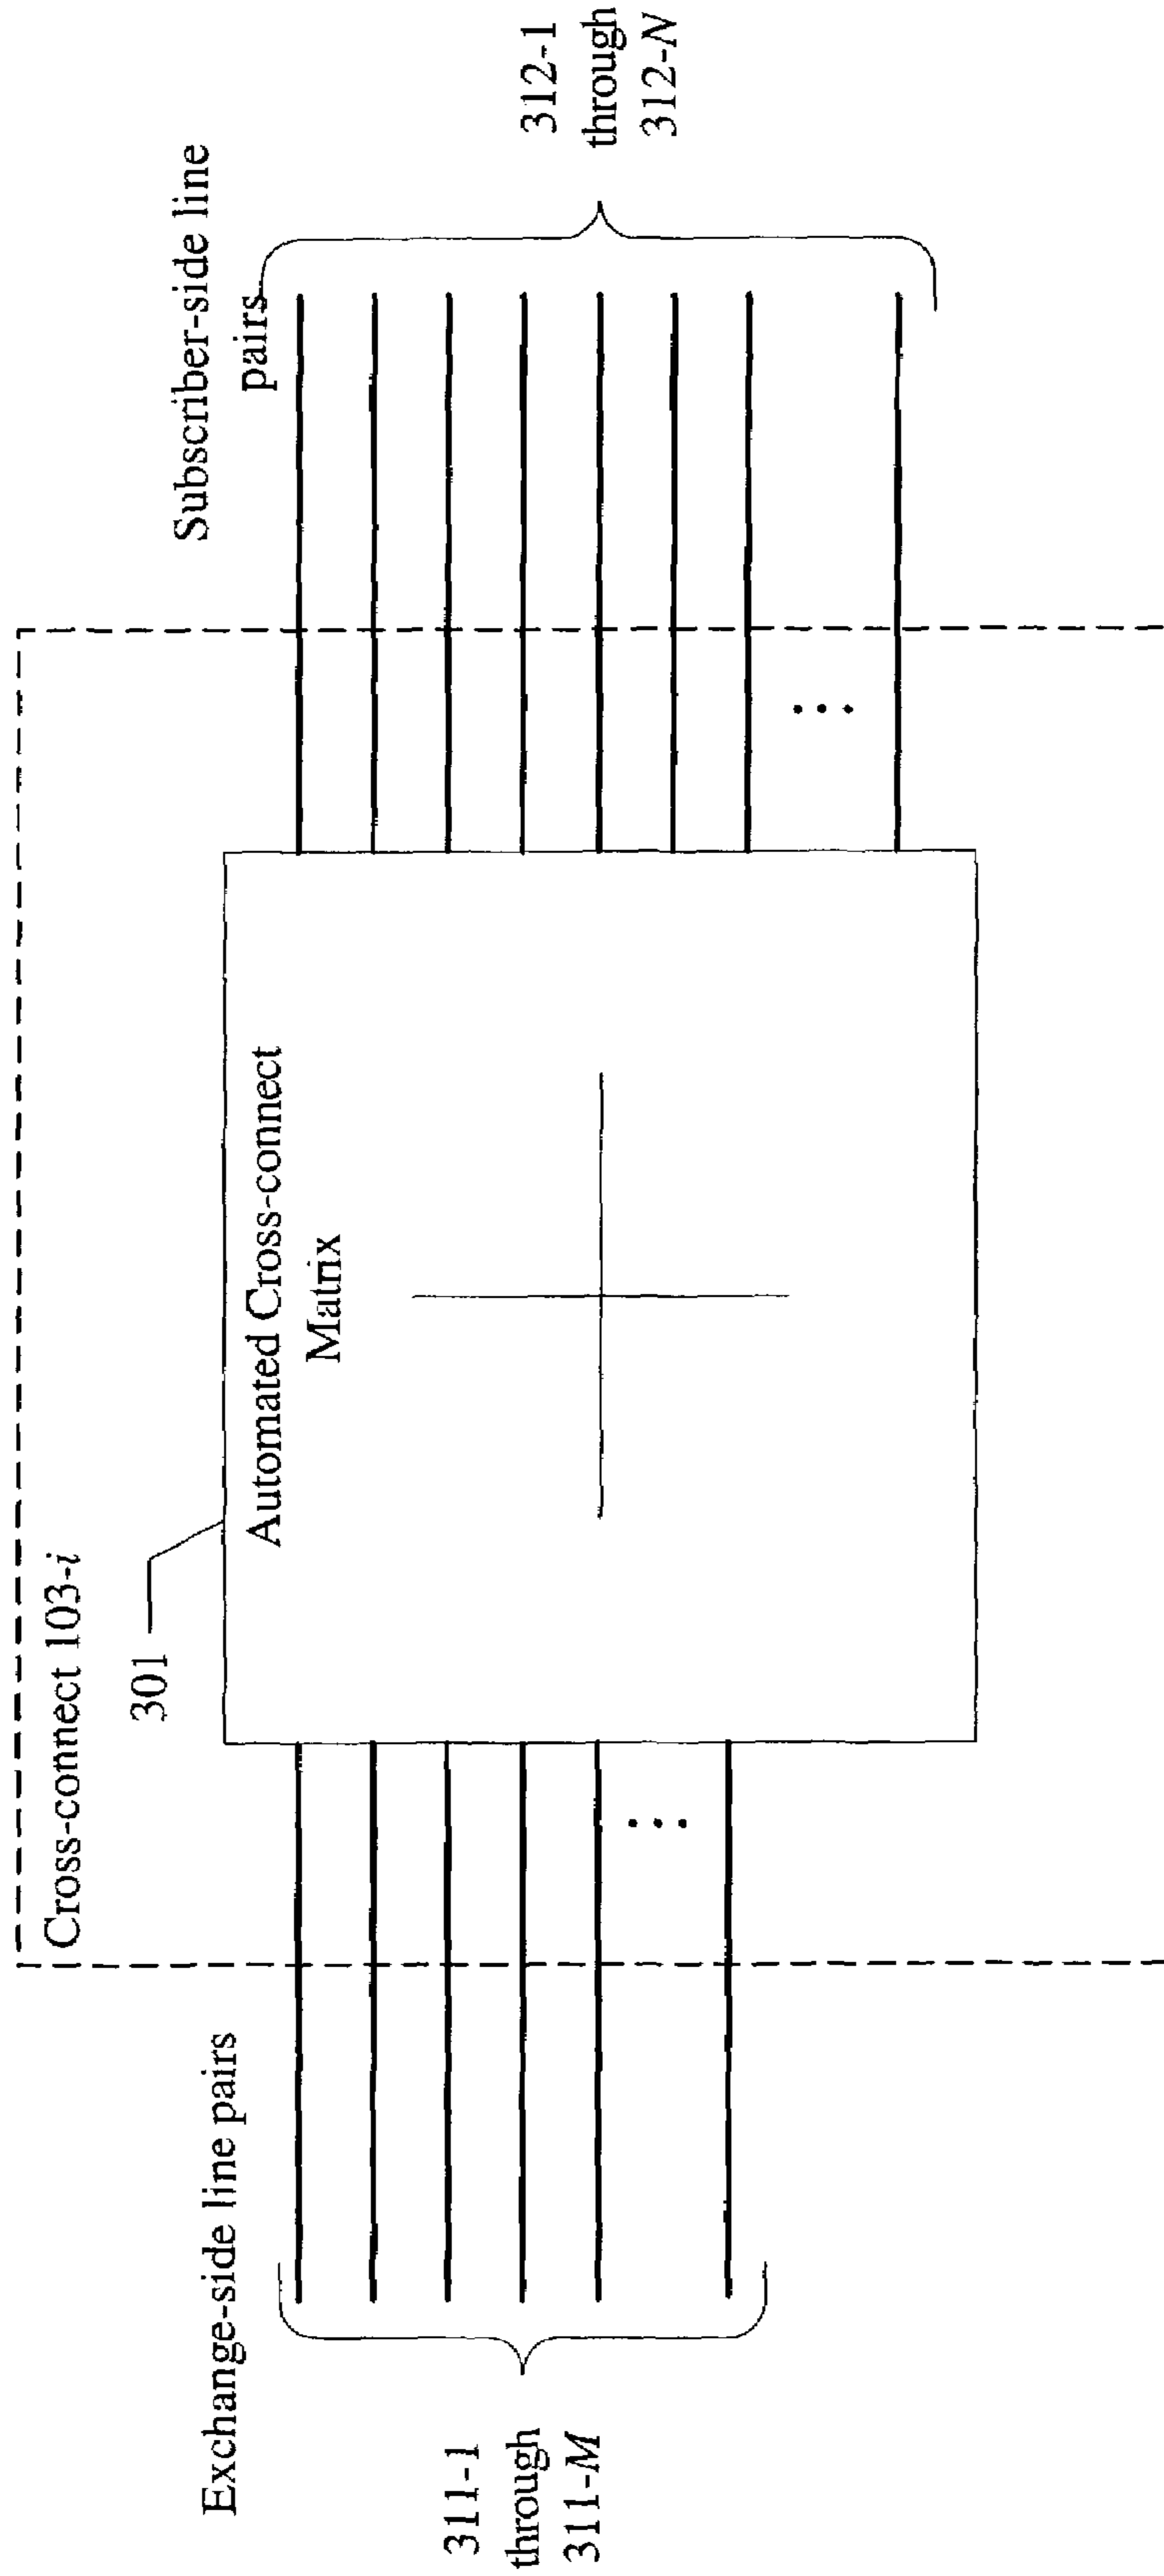 Cross-connect 103-i
301
Automated Cross-connect
Matrix
Exchange-side line pairs
311-1
through
311-M
Subscriber-side line
pairs
312-1
through
312-N